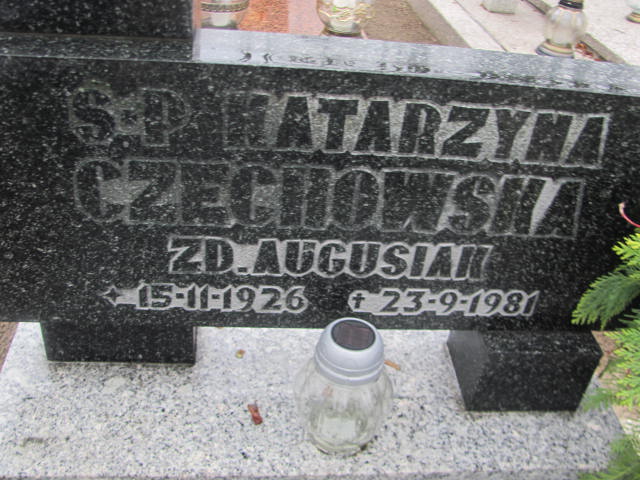 S·P KATARZYNA
CZECHOWSKA
ZD. AUGUSIAK
15-11-1926 † 23-9-1981